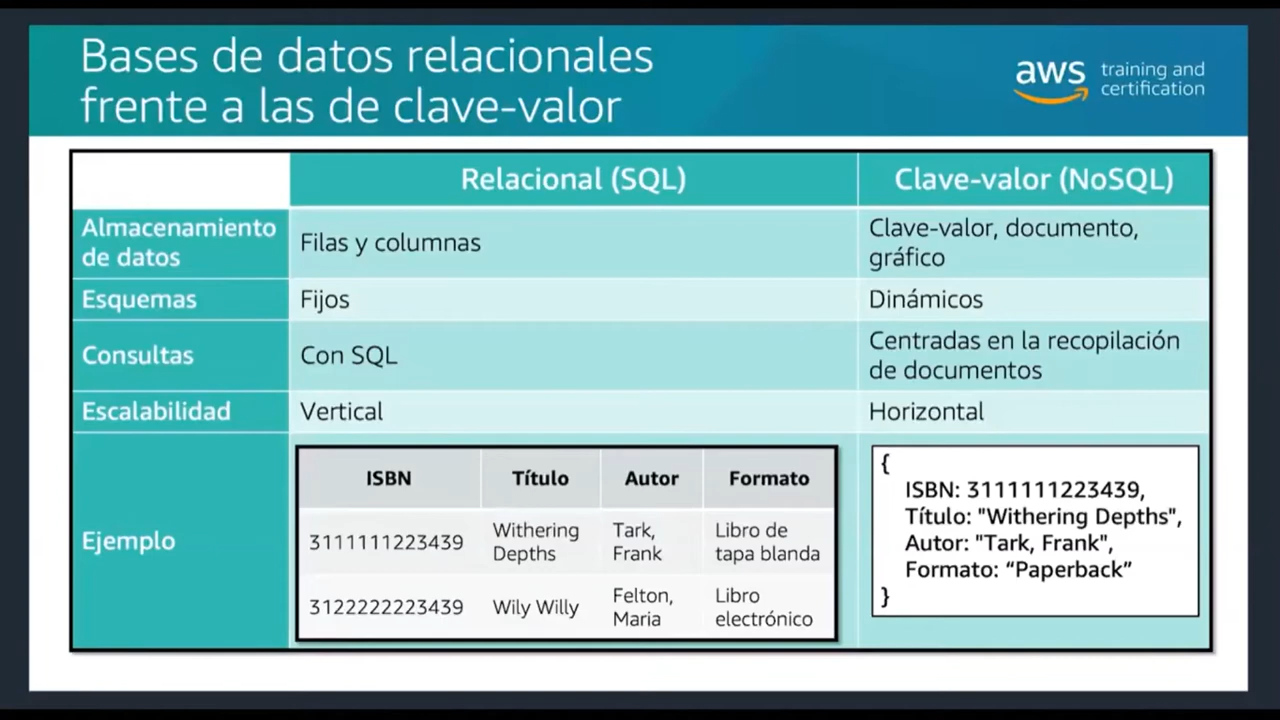 Bases de datos relacionales
frente a las de clave-valor
aws training and
certification
Relacional (SQL)
Clave-valor (NoSQL)
Almacenamiento
de datos
Filas y columnas
Clave-valor, documento,
gráfico
Esquemas
Fijos
Dinámicos
Consultas
Con SQL
Centradas en la recopilación
de documentos
Escalabilidad
Vertical
Horizontal
Ejemplo
ISBN
Título
Autor
Formato
3111111223439
Withering
Depths
Tark,
Frank
Libro de
tapa blanda
3122222223439
Wily Willy
Felton,
Maria
Libro
electrónico
{
ISBN: 3111111223439,
Título: "Withering Depths",
Autor: "Tark, Frank",
Formato: “Paperback”
}